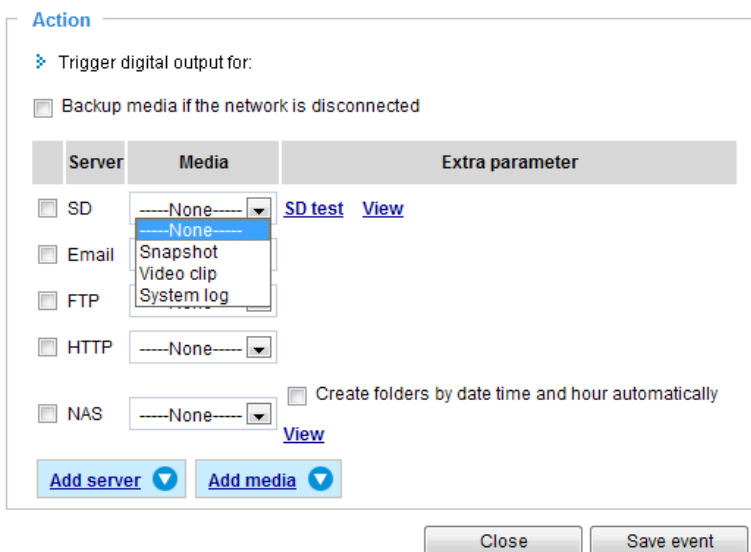 Action
Trigger digital output for:
Backup media if the network is disconnected
Server Media Extra parameter
SD -----None----- SD test View
-----None-----
Email Snapshot
Video clip
FTP System log
HTTP -----None-----
Create folders by date time and hour automatically
NAS -----None-----
View
Add server Add media
Close Save event